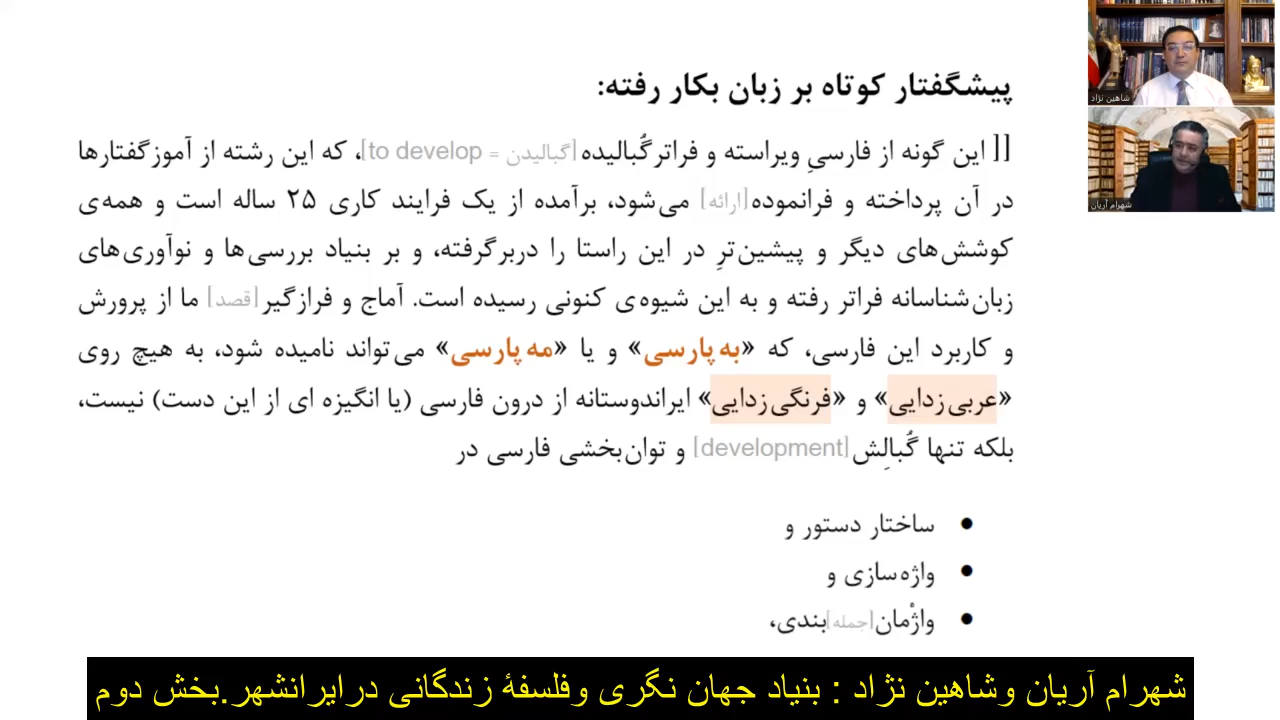 پیشگفتار کوتاه بر زبان بکار رفته:
[[ این گونه از فارسیِ ویراسته و فراترگُبالیده[گبالیدن = to develop]، که این رشته از آموزگفتارها
در آن پرداخته و فرانموده[ارائه] می‌شود، برآمده از یک فرایند کاری ۲۵ ساله است و همه‌ی
کوشش‌های دیگر و پیشین‌ترِ در این راستا را دربرگرفته، و بر بنیاد بررسی‌ها و نوآوری‌های
زبان‌شناسانه فراتر رفته و به این شیوه‌ی کنونی رسیده است. آماج و فرازگیر[قصد] ما از پرورش
و کاربرد این فارسی، که «به‌پارسی» و یا «مه‌پارسی» می‌تواند نامیده شود، به هیچ روی
«عربی‌زدایی» و «فرنگی‌زدایی» ایراندوستانه از درون فارسی (یا انگیزه ای از این دست) نیست،
بلکه تنها گُبالِش[development] و توان‌بخشی فارسی در
• ساختار دستور و
• واژه‌سازی و
• واژْمان[جمله]بندی،
شاهین نژاد
شهرام آریان
شهرام آریان وشاهین نژاد : بنیاد جهان نگری وفلسفهٔ زندگانی درایرانشهر.بخش دوم